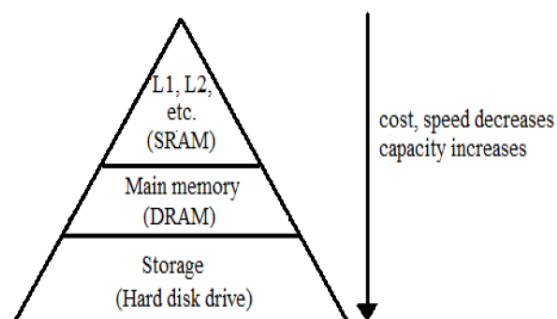 L1, L2,
etc.
(SRAM)
Main memory
(DRAM)
Storage
(Hard disk drive)
cost, speed decreases
capacity increases